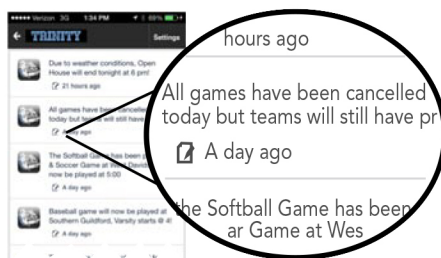 Verizon 3G 1:34 PM 88%
TRINITY Settings
Due to weather conditions, Open
House will end tonight at 6 pm!
21 hours ago
All games have been cancelled
today but teams will still have
A day ago
The Softball Game has been
& Soccer Game at West David
now be played at 5:00
A day ago
Baseball game will now be played at
Southern Guildford, Varsity starts @ 4!
A day ago
hours ago
All games have been cancelled
today but teams will still have pr
A day ago
the Softball Game has been
ar Game at Wes